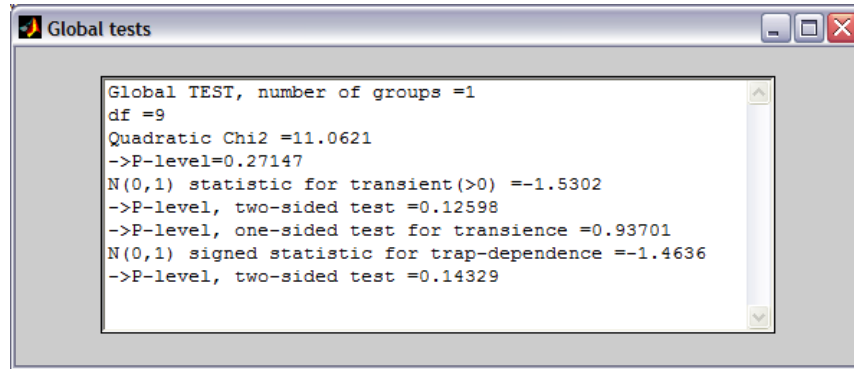 Global tests
Global TEST, number of groups =1
df =9
Quadratic Chi2 =11.0621
->P-level=0.27147
N(0,1) statistic for transient(>0) =-1.5302
->P-level, two-sided test =0.12598
->P-level, one-sided test for transience =0.93701
N(0,1) signed statistic for trap-dependence =-1.4636
->P-level, two-sided test =0.14329